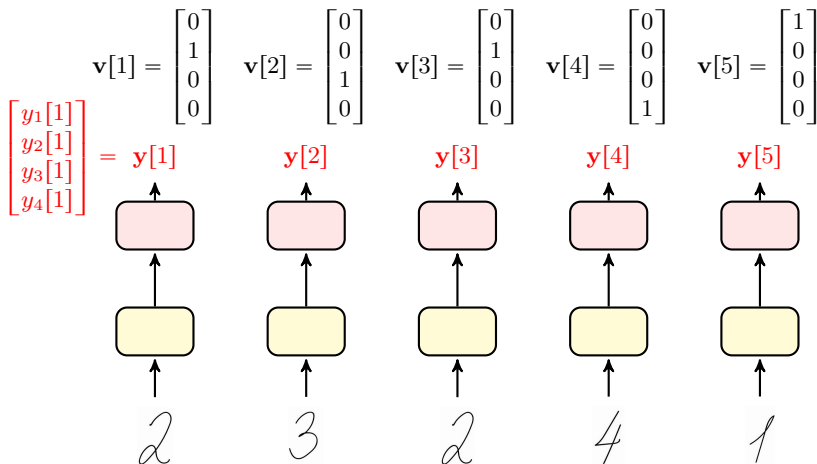 v[1] = [0 1 0 0] v[2] = [0 0 1 0] v[3] = [0 1 0 0] v[4] = [0 0 0 1] v[5] = [1 0 0 0]
[y₁[1] y₂[1] y₃[1] y₄[1]] = y[1] y[2] y[3] y[4] y[5]
2 3 2 4 1